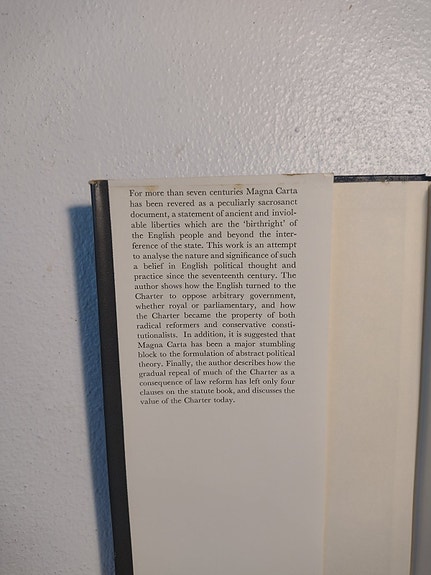 For more than seven centuries Magna Carta
has been revered as a peculiarly sacrosanct
document, a statement of ancient and inviol-
able liberties which are the 'birthright' of
the English people and beyond the inter-
ference of the state. This work is an attempt
to analyse the nature and significance of such
a belief in English political thought and
practice since the seventeenth century. The
author shows how the English turned to the
Charter to oppose arbitrary government,
whether royal or parliamentary, and how
the Charter became the property of both
radical reformers and conservative consti-
tutionalists. In addition, it is suggested that
Magna Carta has been a major stumbling
block to the formulation of abstract political
theory. Finally, the author describes how the
gradual repeal of much of the Charter as a
consequence of law reform has left only four
clauses on the statute book, and discusses the
value of the Charter today.